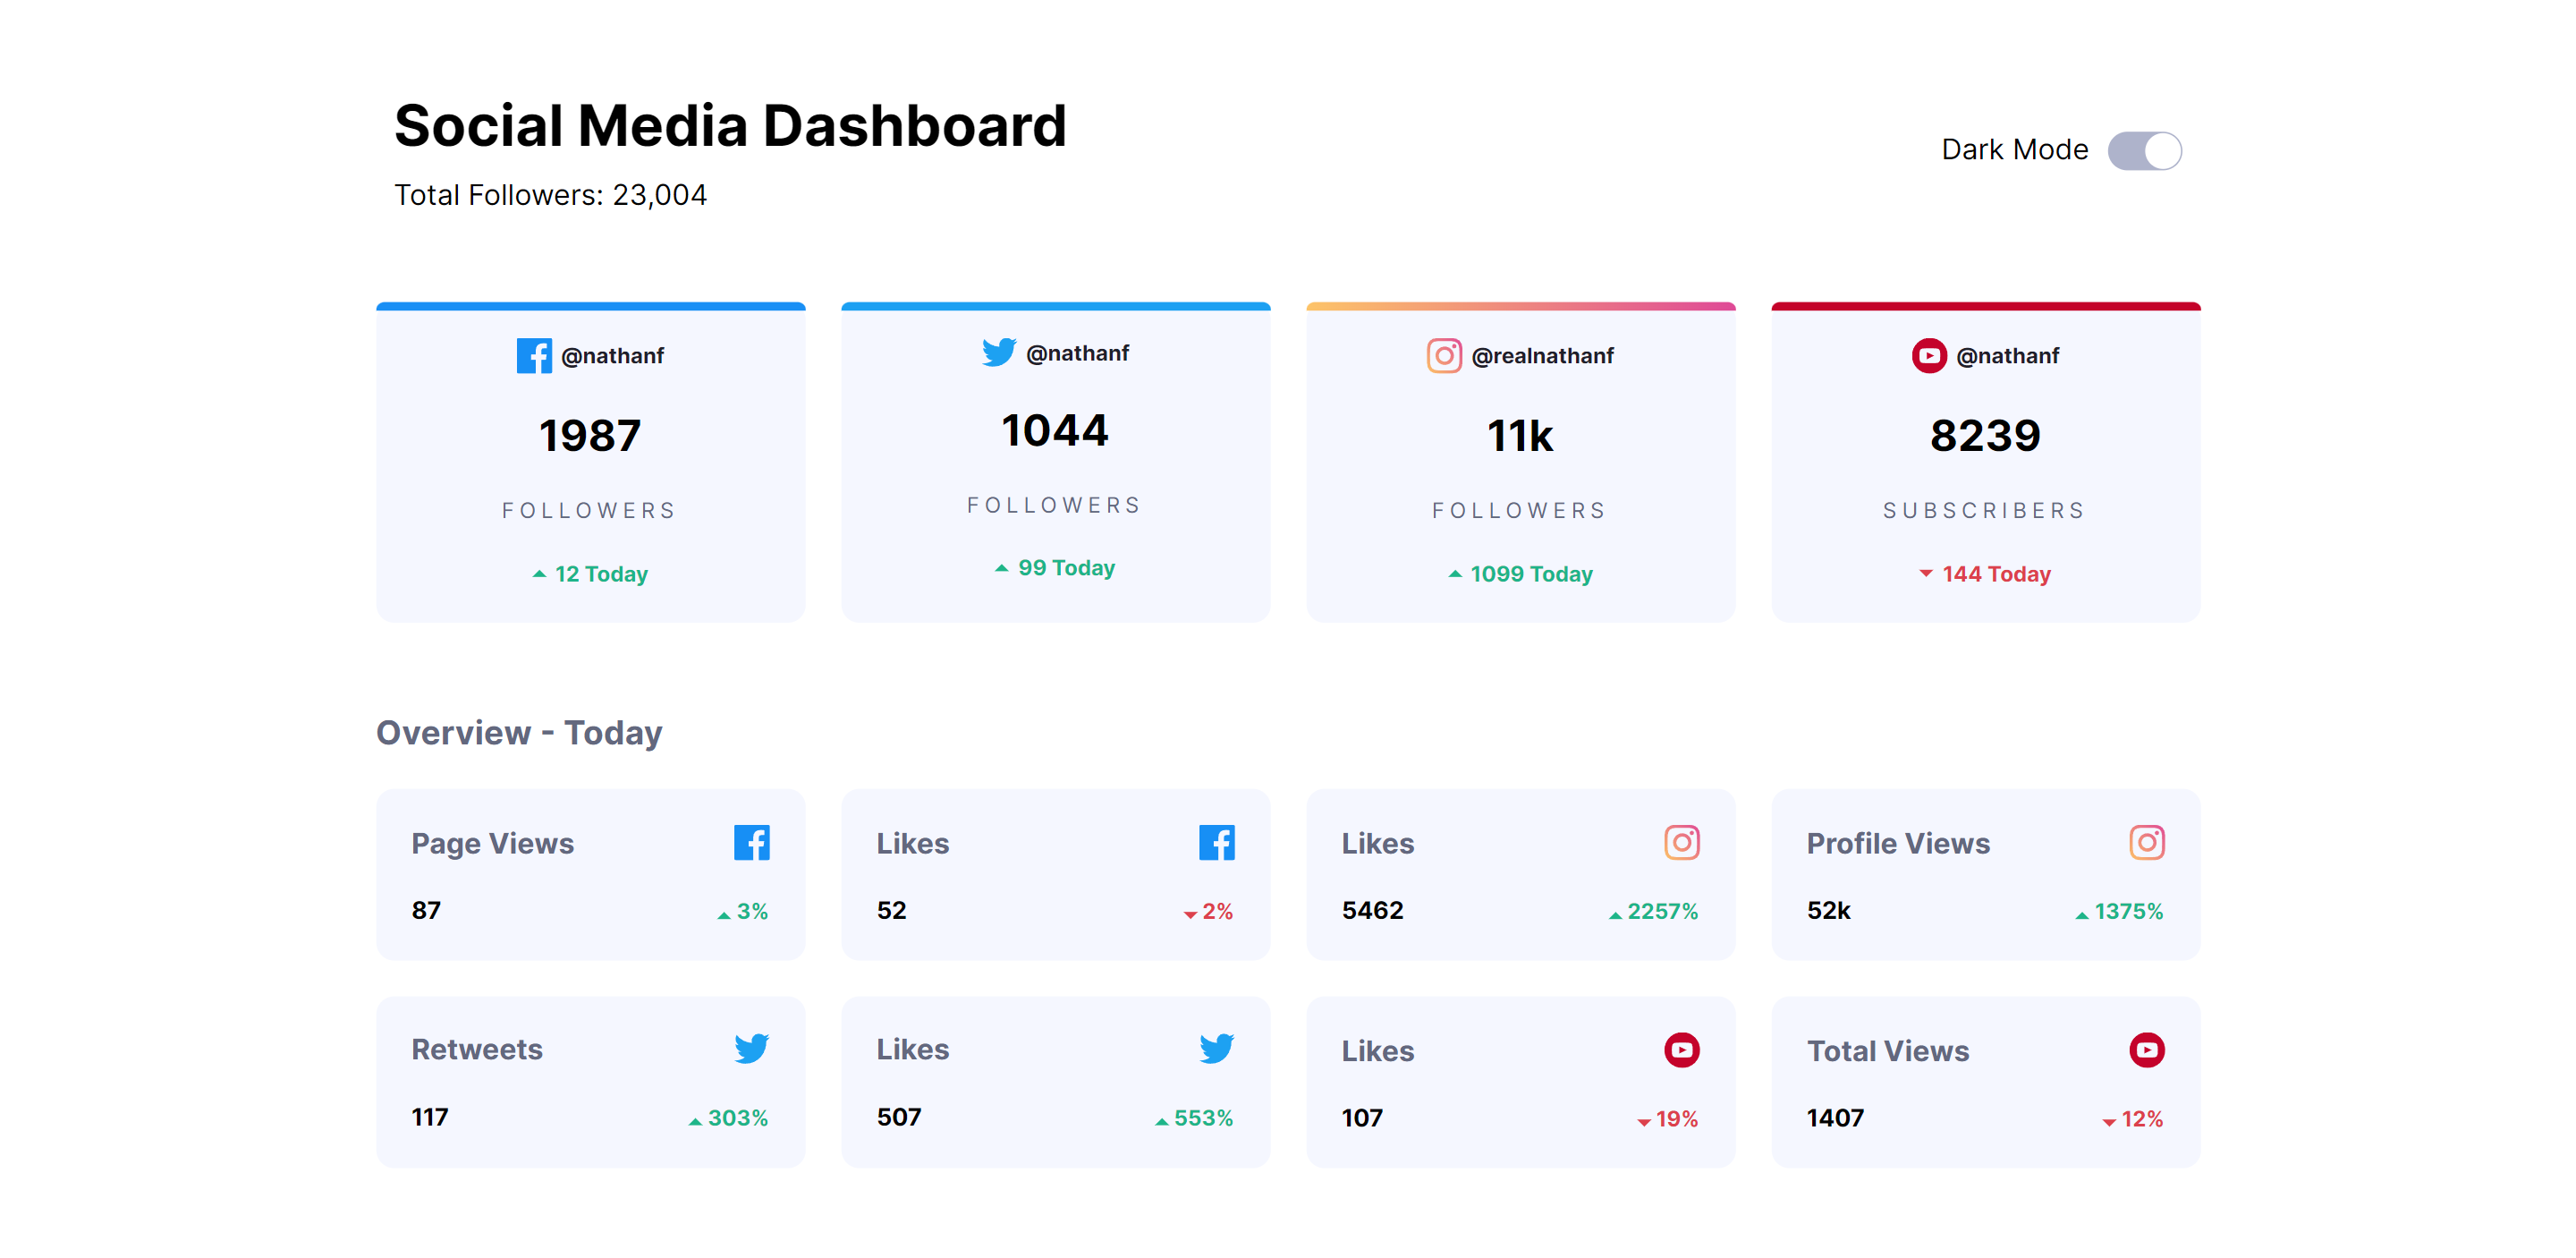 Social Media Dashboard
Total Followers: 23,004
Dark Mode
@nathanf
1987
FOLLOWERS
12 Today
@nathanf
1044
FOLLOWERS
99 Today
@realnathanf
11k
FOLLOWERS
1099 Today
@nathanf
8239
SUBSCRIBERS
144 Today
Overview - Today
Page Views
87
3%
Likes
52
2%
Likes
5462
2257%
Profile Views
52k
1375%
Retweets
117
303%
Likes
507
553%
Likes
107
19%
Total Views
1407
12%